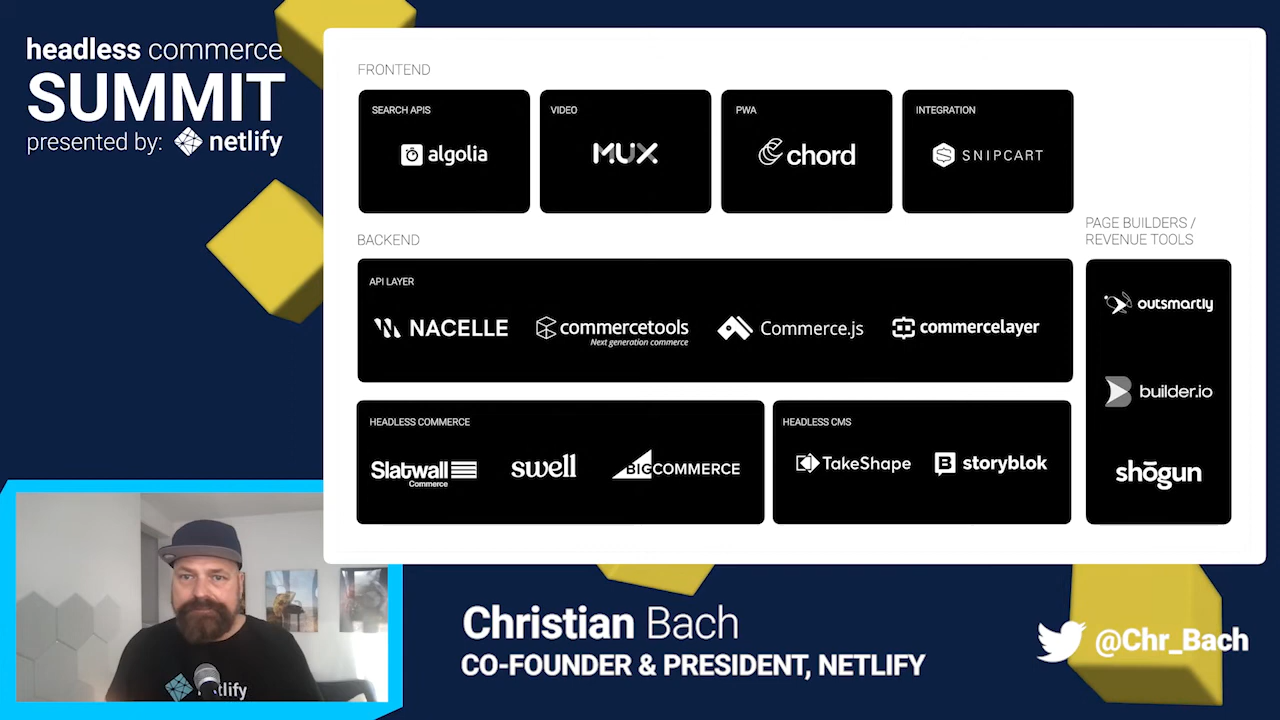 headless commerce
SUMMIT
presented by: netlify
FRONTEND
SEARCH APIS
algolia
VIDEO
MUX
PWA
chord
INTEGRATION
SNIPCART
BACKEND
API LAYER
NACELLE
commercetools
Next generation commerce
Commerce.js
commercelayer
HEADLESS COMMERCE
Slatwall
Commerce
swell
BIGCOMMERCE
HEADLESS CMS
TakeShape
storyblok
PAGE BUILDERS /
REVENUE TOOLS
outsmartly
builder.io
shōgun
netlify
Christian Bach
CO-FOUNDER & PRESIDENT, NETLIFY
@Chr_Bach